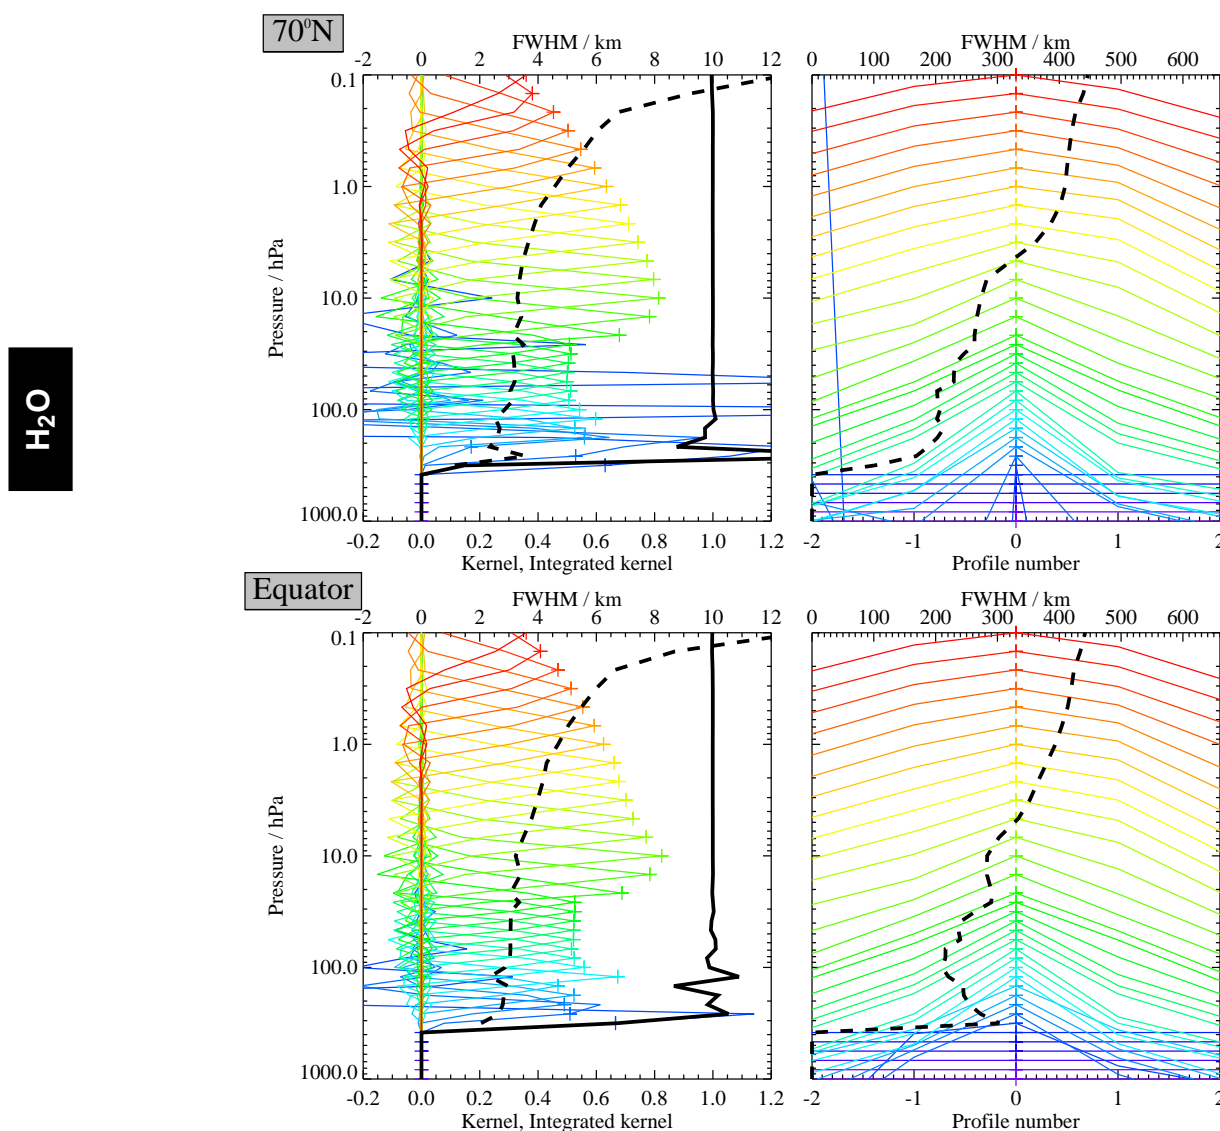 70⁰N
FWHM / km
FWHM / km
-2 0 2 4 6 8 10 12
0 100 200 300 400 500 600
0.1
1.0
10.0
100.0
1000.0
Pressure / hPa
-0.2 0.0 0.2 0.4 0.6 0.8 1.0 1.2
-2 -1 0 1 2
Kernel, Integrated kernel
Profile number
H₂O
Equator
FWHM / km
FWHM / km
-2 0 2 4 6 8 10 12
0 100 200 300 400 500 600
0.1
1.0
10.0
100.0
1000.0
Pressure / hPa
-0.2 0.0 0.2 0.4 0.6 0.8 1.0 1.2
-2 -1 0 1 2
Kernel, Integrated kernel
Profile number